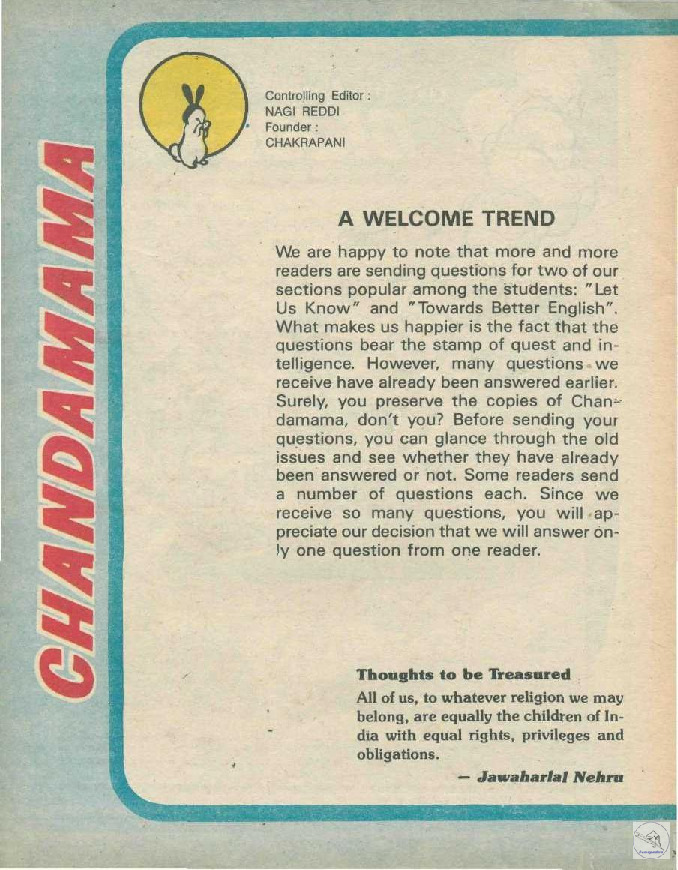 CHANDAMAMA
Controlling Editor :
NAGI REDDI
Founder :
CHAKRAPANI
A WELCOME TREND
We are happy to note that more and more
readers are sending questions for two of our
sections popular among the students: "Let
Us Know" and "Towards Better English".
What makes us happier is the fact that the
questions bear the stamp of quest and in-
telligence. However, many questions we
receive have already been answered earlier.
Surely, you preserve the copies of Chan-
damama, don't you? Before sending your
questions, you can glance through the old
issues and see whether they have already
been answered or not. Some readers send
a number of questions each. Since we
receive so many questions, you will ap-
preciate our decision that we will answer on-
ly one question from one reader.
Thoughts to be Treasured
All of us, to whatever religion we may
belong, are equally the children of In-
dia with equal rights, privileges and
obligations.
— Jawaharlal Nehru